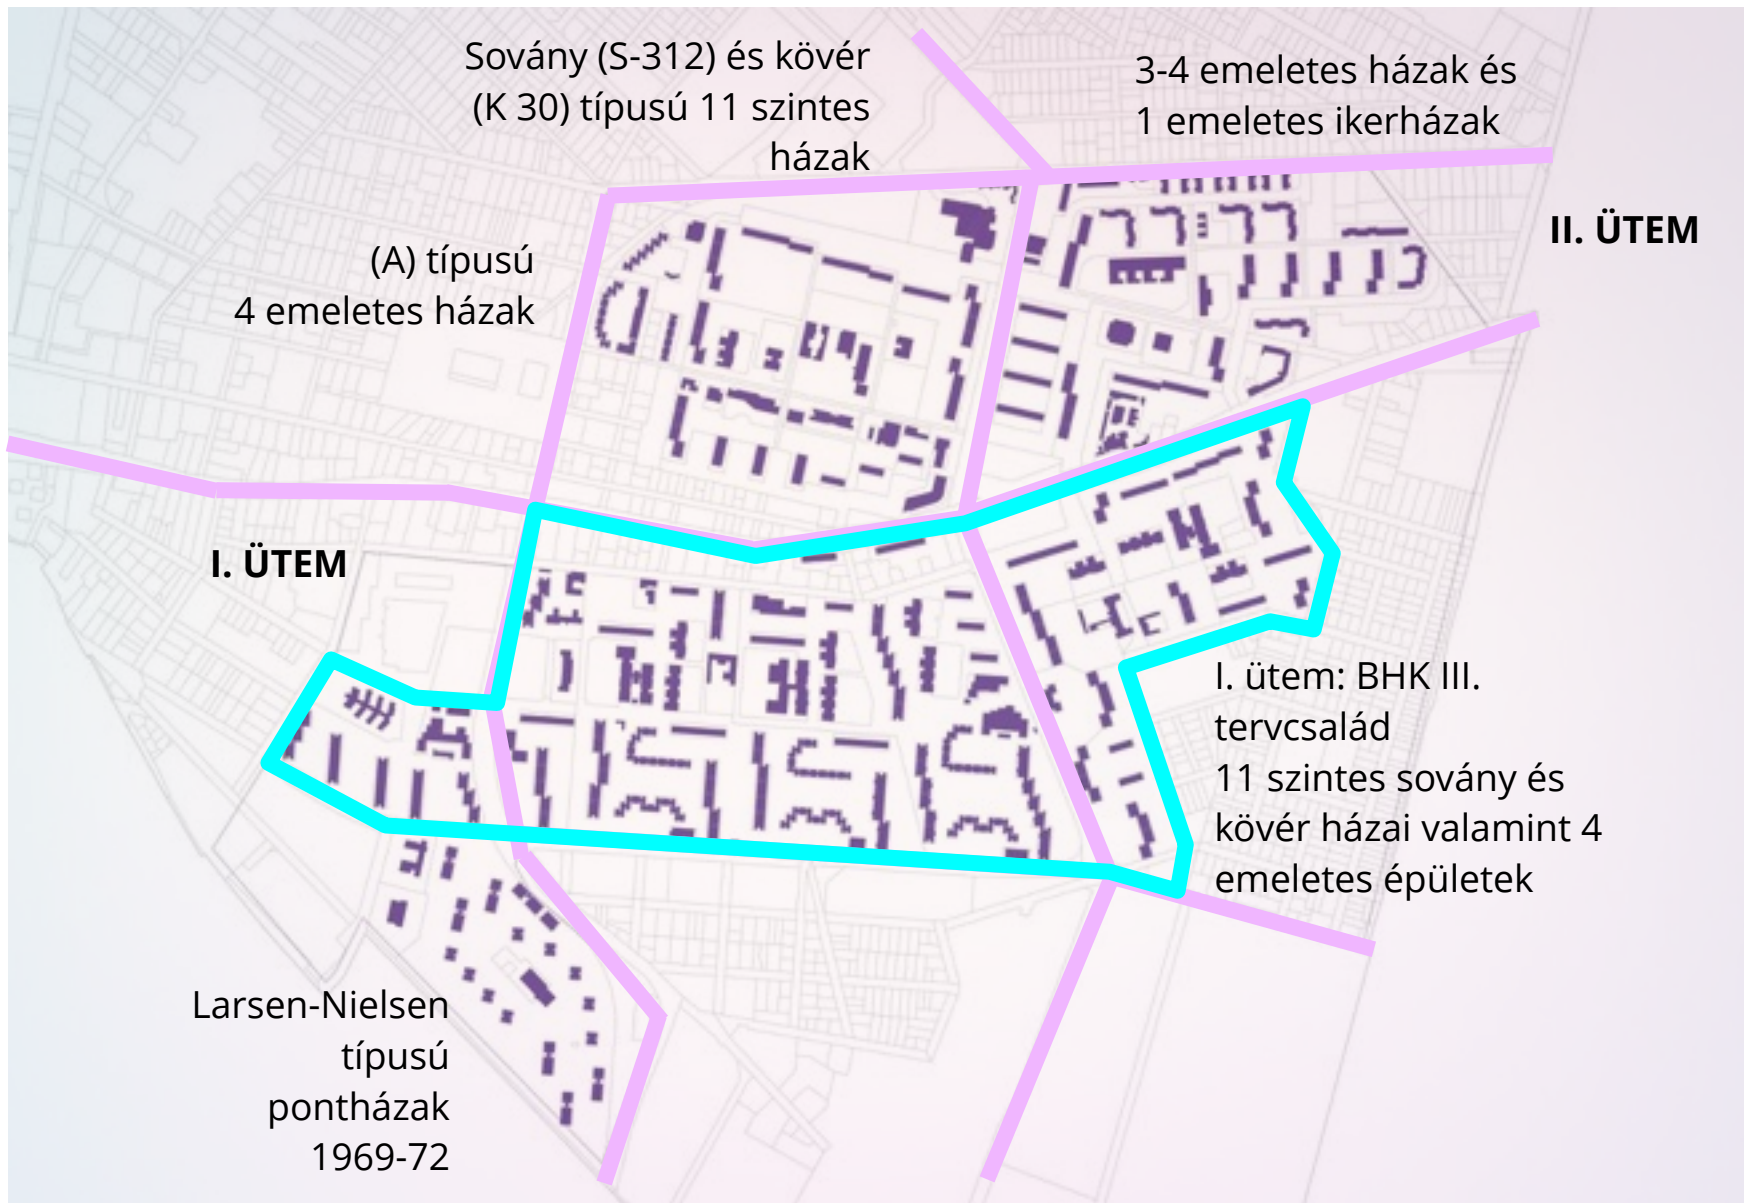 Sovány (S-312) és kövér
(K 30) típusú 11 szintes
házak
3-4 emeletes házak és
1 emeletes ikerházak
II. ÜTEM
(A) típusú
4 emeletes házak
I. ÜTEM
I. ütem: BHK III.
tervcsalád
11 szintes sovány és
kövér házai valamint 4
emeletes épületek
Larsen-Nielsen
típusú
pontházak
1969-72